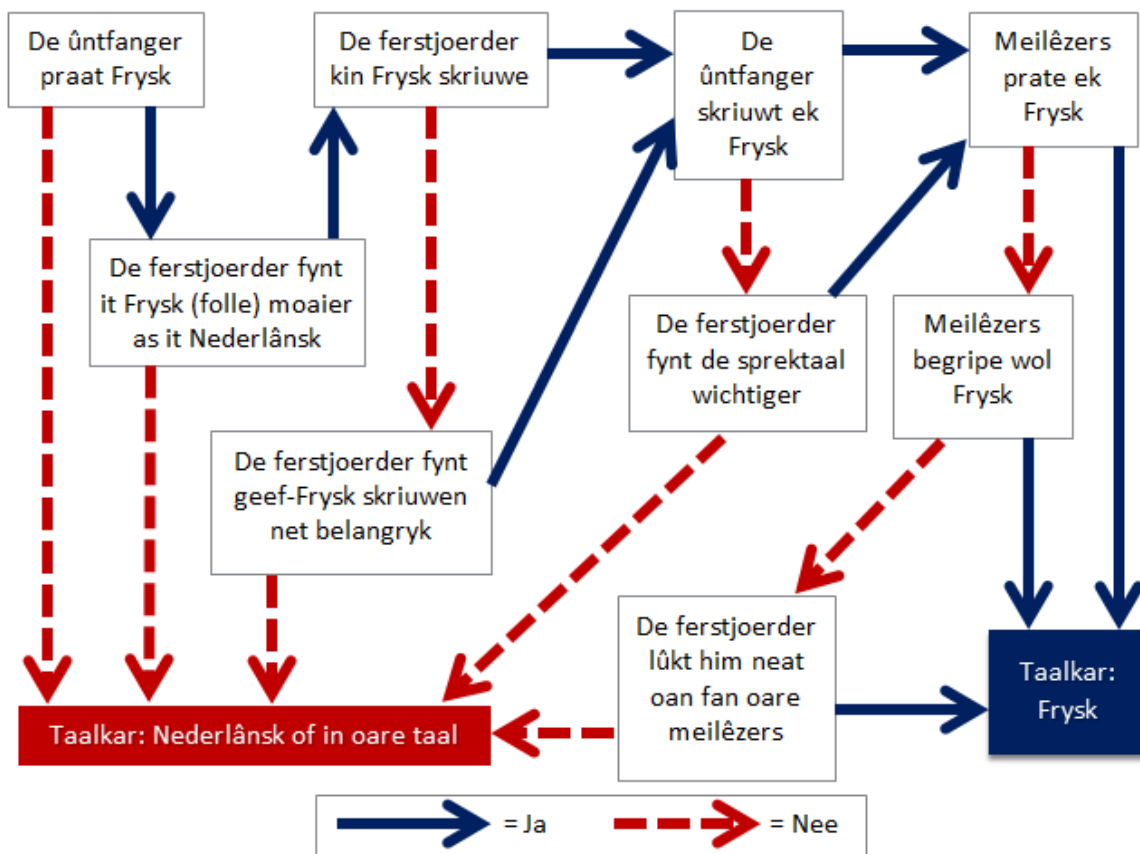 De ûntfanger
praat Frysk
De ferstjoerder
kin Frysk skriuwe
De
ûntfanger
skriuwt ek
Frysk
Meilêzers
prate ek
Frysk
De ferstjoerder fynt
it Frysk (folle) moaier
as it Nederlânsk
De ferstjoerder
fynt de sprektaal
wichtiger
Meilêzers
begripe wol
Frysk
De ferstjoerder fynt
geef-Frysk skriuwen
net belangryk
De ferstjoerder
lûkt him neat
oan fan oare
meilêzers
Taalkar:
Frysk
Taalkar: Nederlânsk of in oare taal
= Ja
= Nee